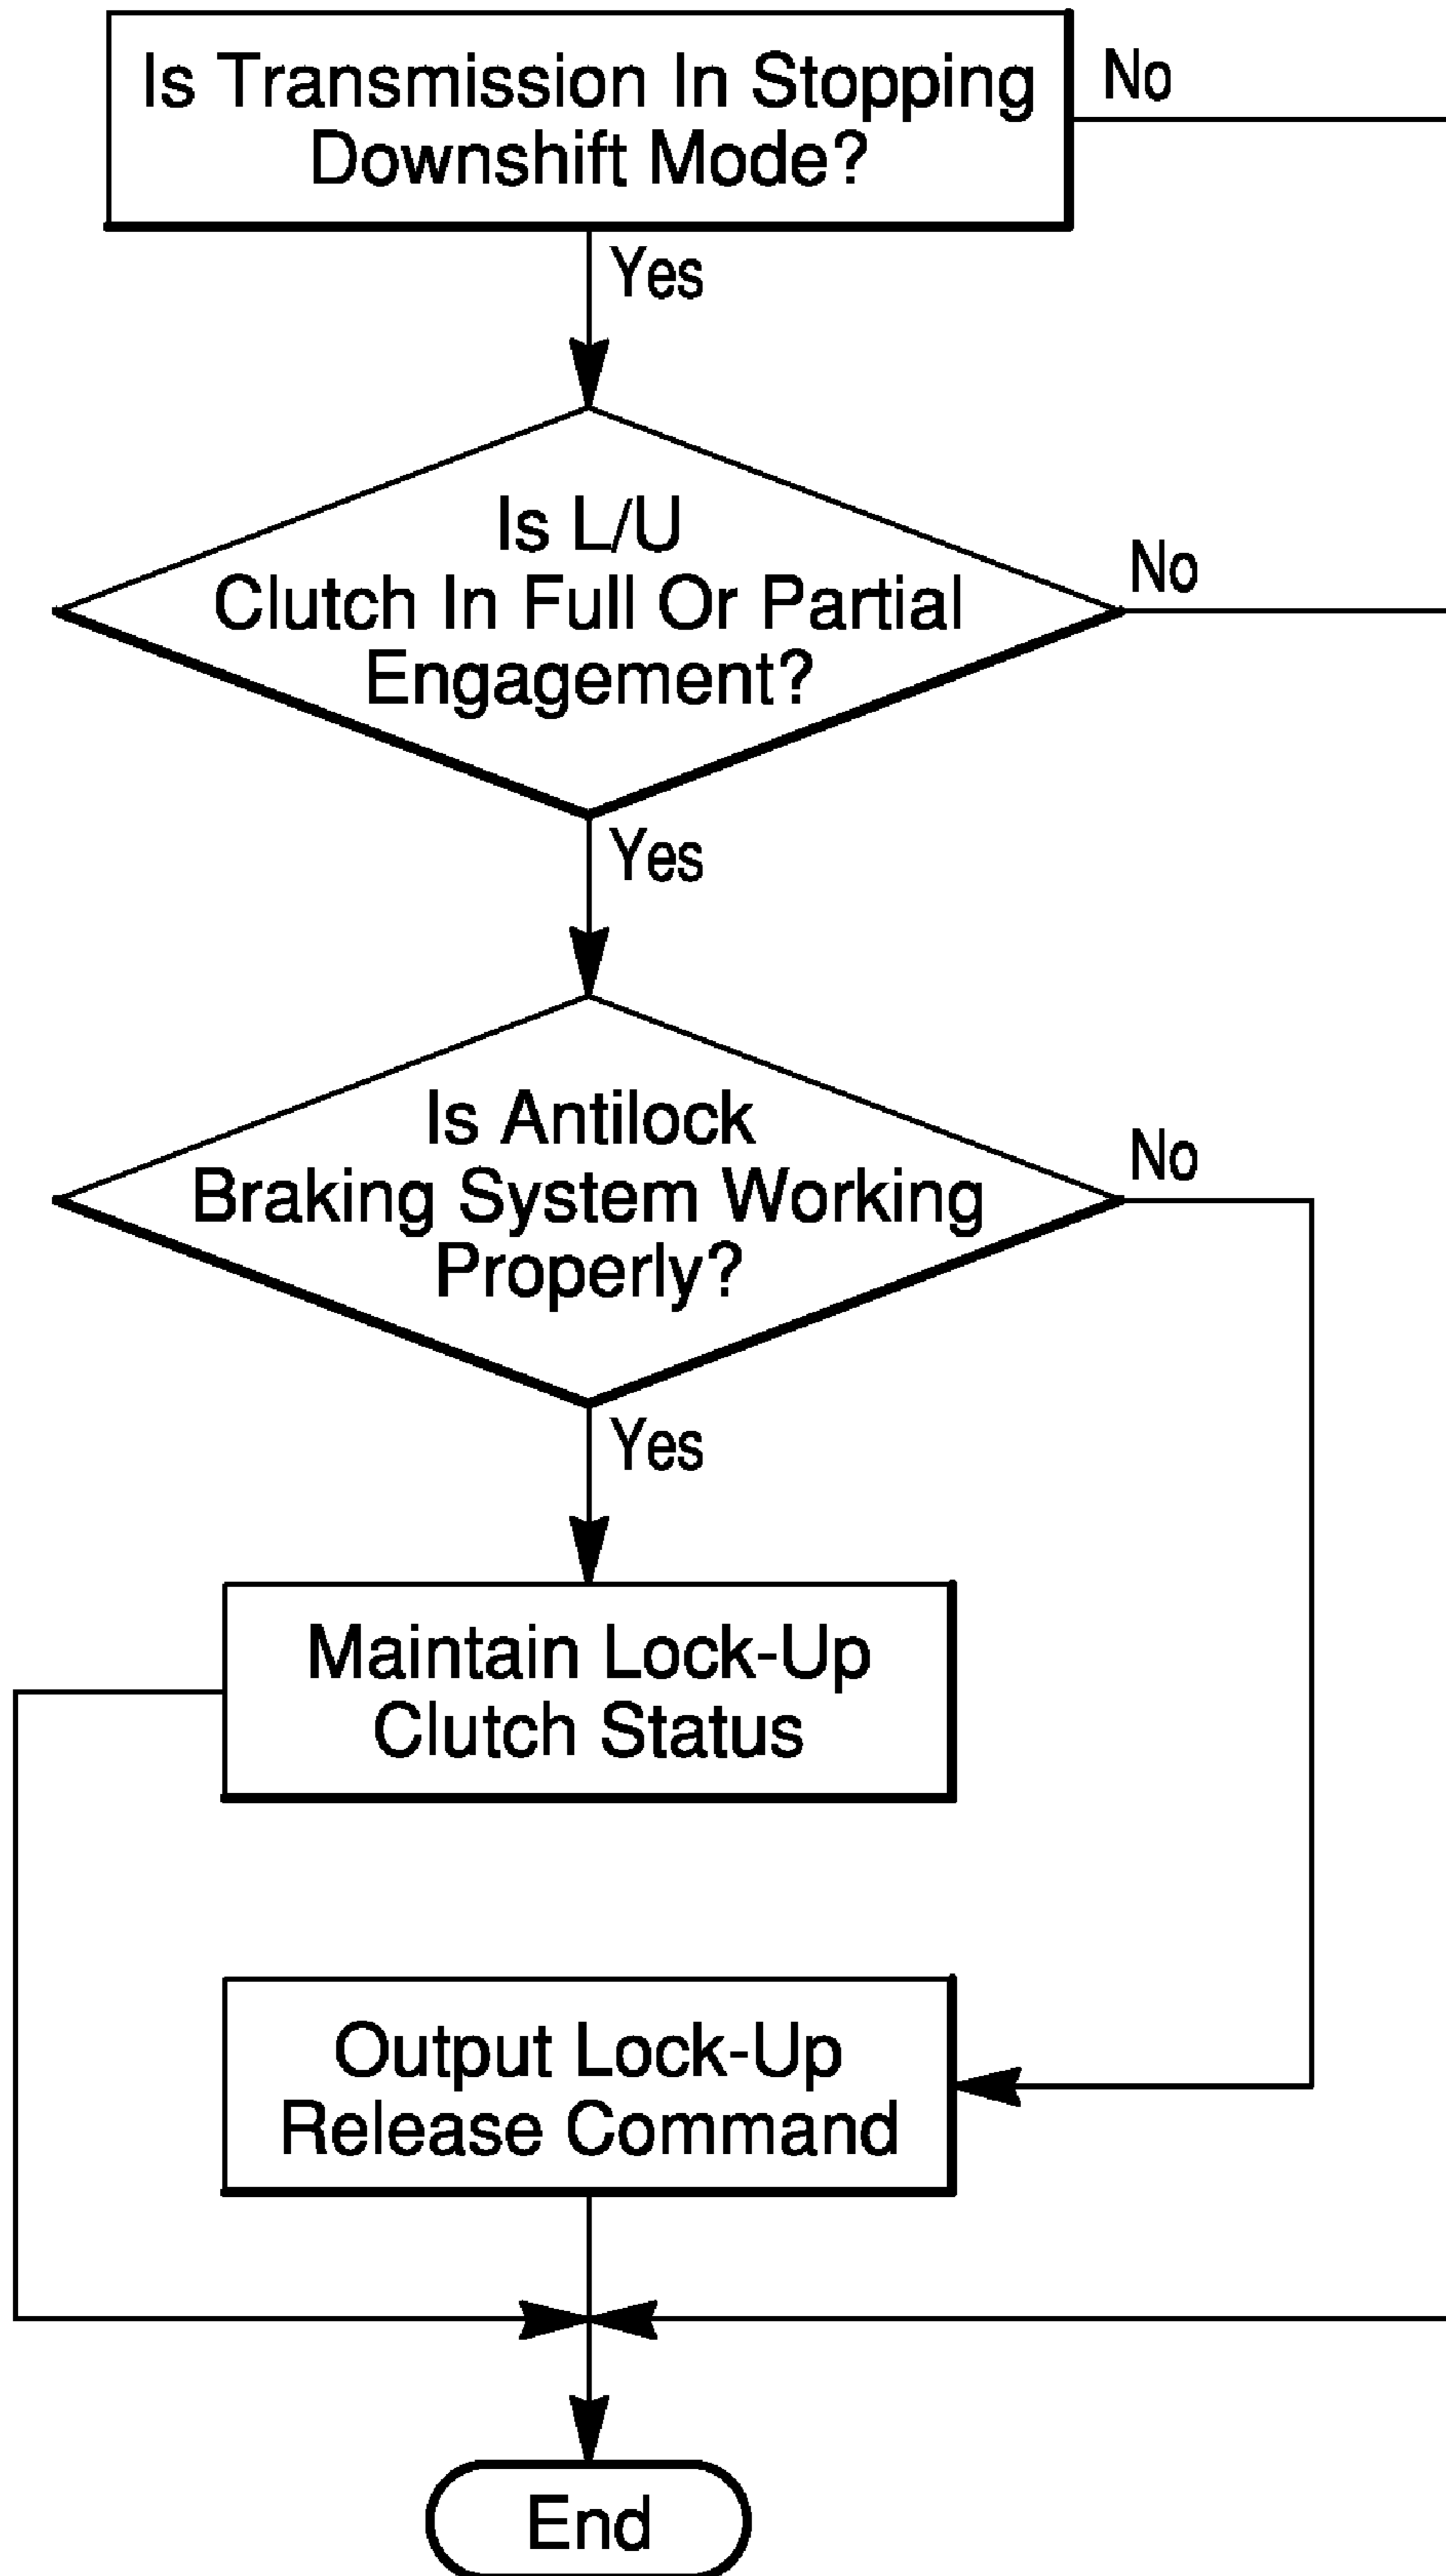 Is Transmission In Stopping
Downshift Mode?
No
Yes
Is L/U
Clutch In Full Or Partial
Engagement?
No
Yes
Is Antilock
Braking System Working
Properly?
No
Yes
Maintain Lock-Up
Clutch Status
Output Lock-Up
Release Command
End